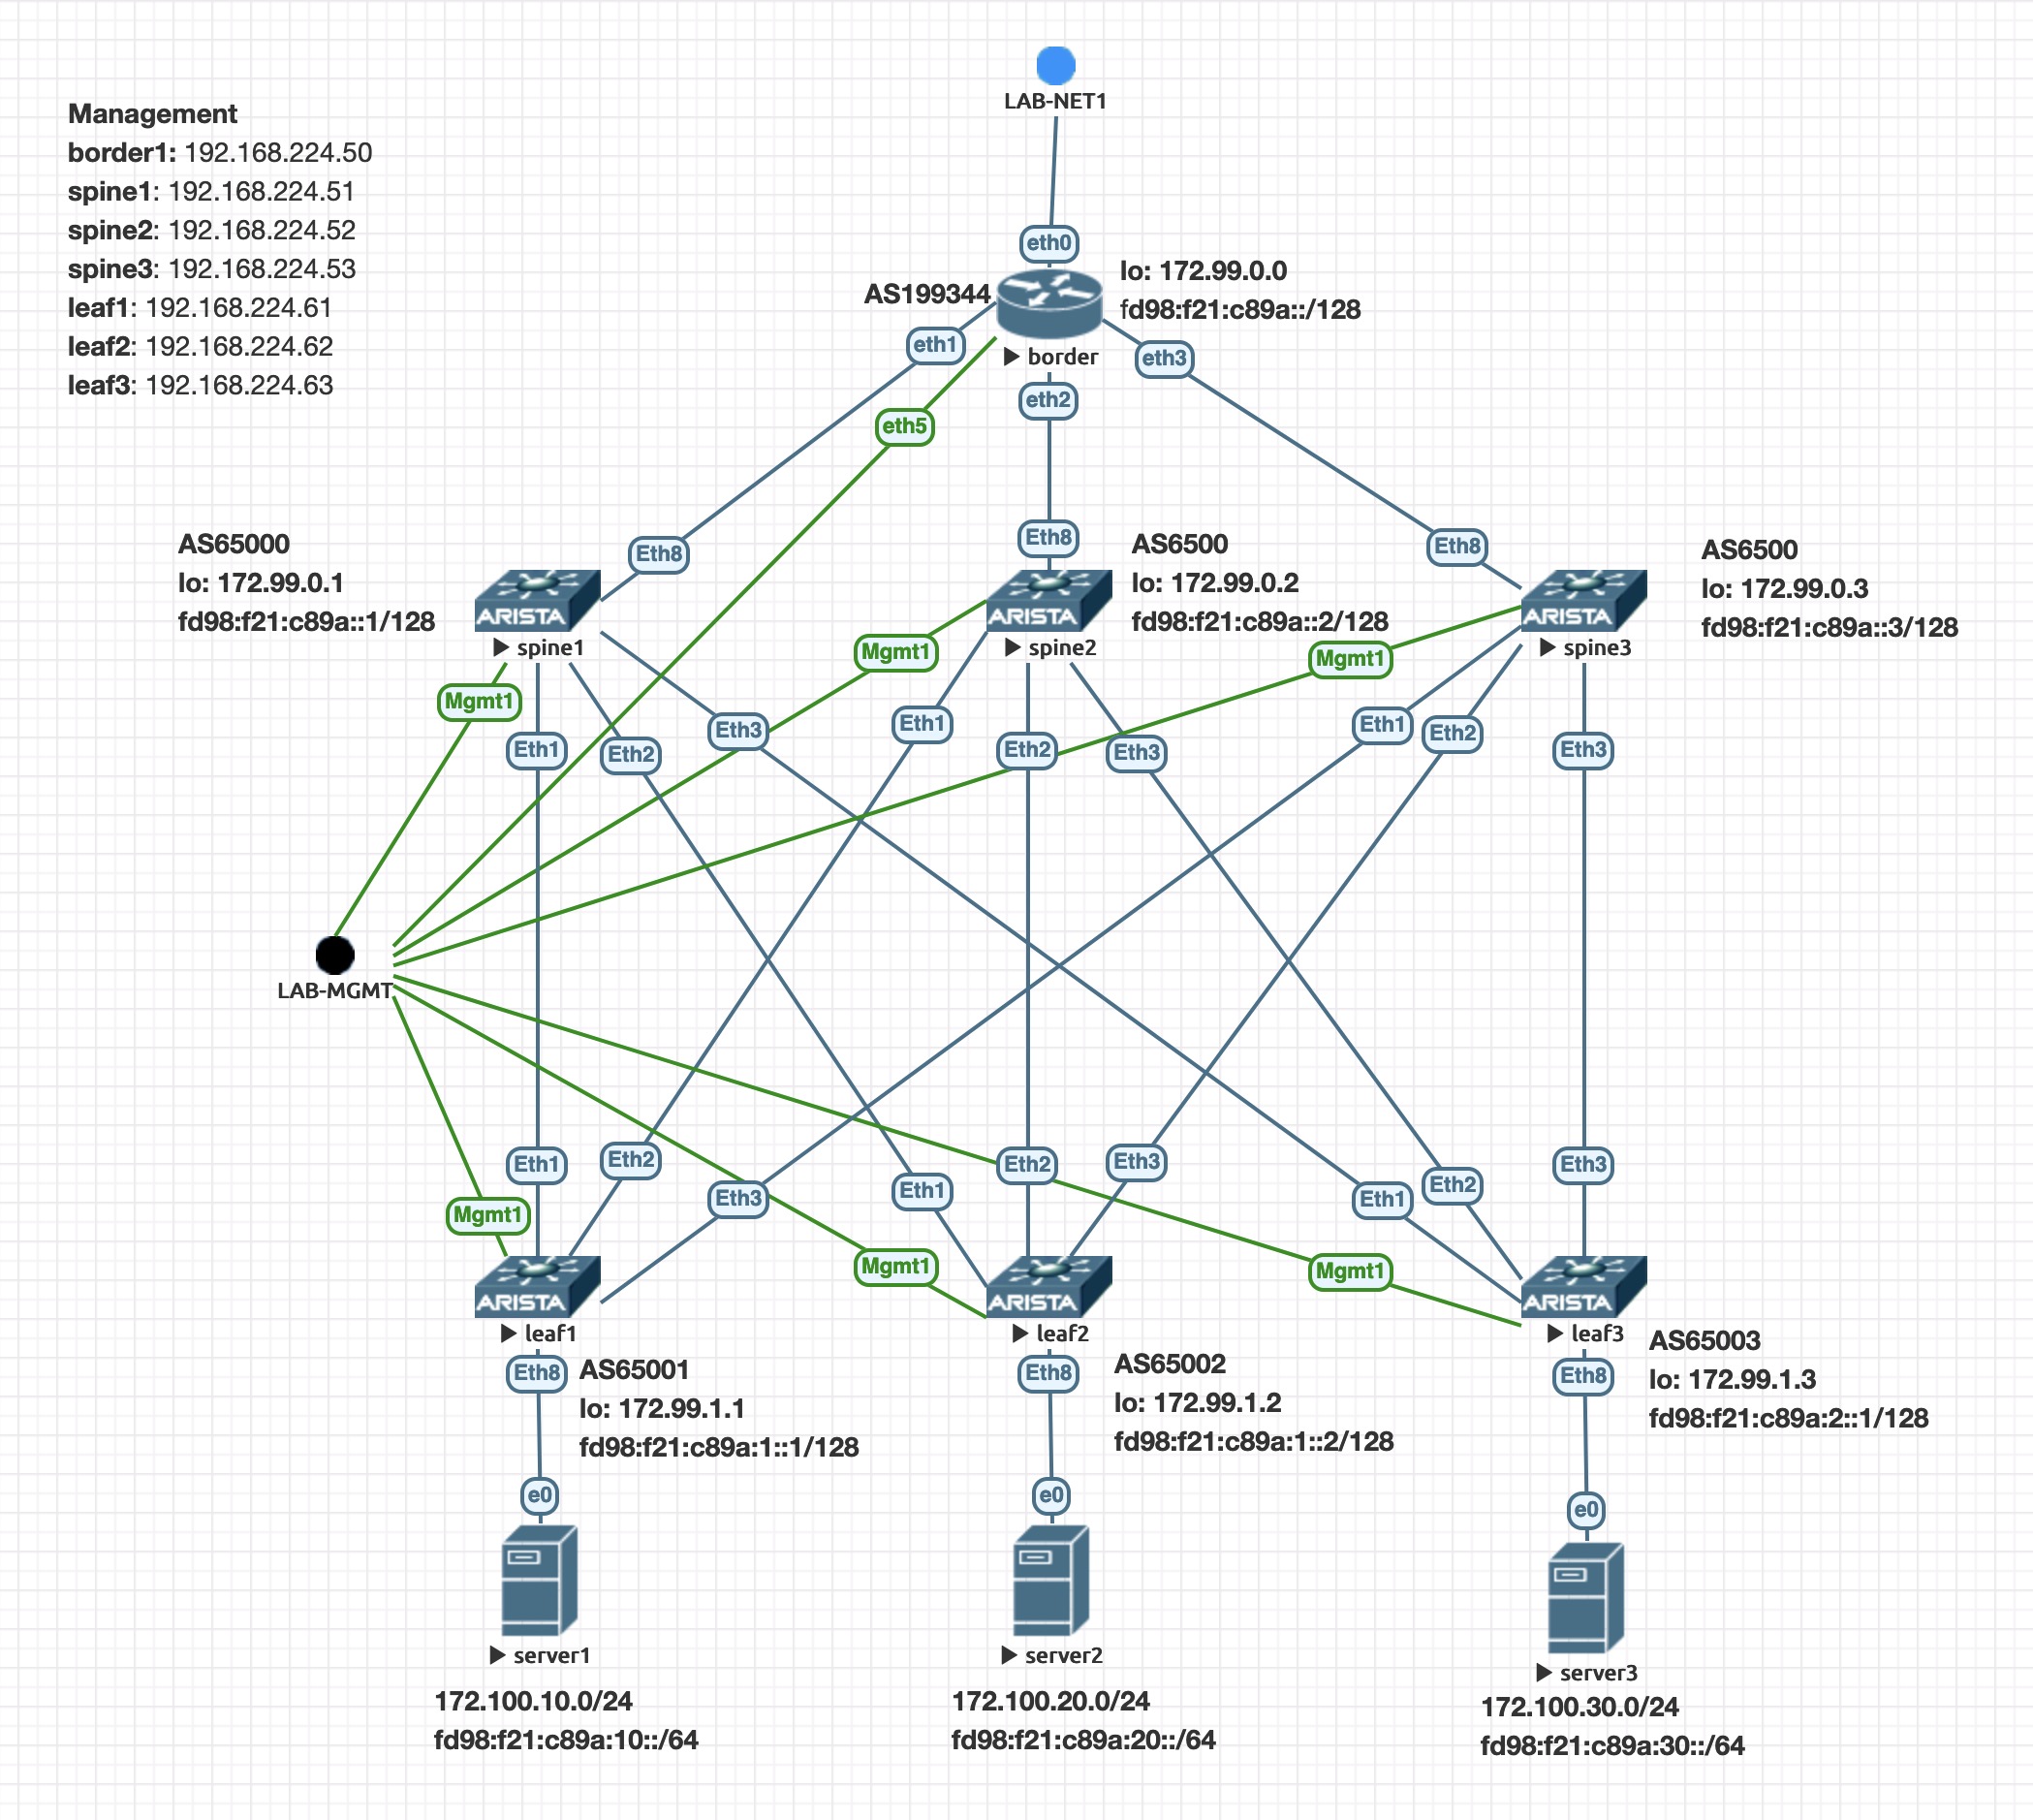 LAB-NET1
Management
border1: 192.168.224.50
spine1: 192.168.224.51
spine2: 192.168.224.52
spine3: 192.168.224.53
leaf1: 192.168.224.61
leaf2: 192.168.224.62
leaf3: 192.168.224.63
eth0
lo: 172.99.0.0
fd98:f21:c89a::/128
AS199344
border
eth1
eth3
eth2
eth5
Eth8
Eth8
Eth8
AS65000
lo: 172.99.0.1
fd98:f21:c89a::1/128
ARISTA
spine1
AS6500
lo: 172.99.0.2
fd98:f21:c89a::2/128
ARISTA
spine2
AS6500
lo: 172.99.0.3
fd98:f21:c89a::3/128
ARISTA
spine3
Mgmt1
Mgmt1
Mgmt1
Eth1
Eth2
Eth3
Eth1
Eth2
Eth3
Eth1
Eth2
Eth3
LAB-MGMT
Eth1
Eth2
Eth3
Eth1
Eth2
Eth3
Eth1
Eth2
Eth3
Mgmt1
Mgmt1
Mgmt1
ARISTA
leaf1
ARISTA
leaf2
ARISTA
leaf3
Eth8
AS65001
lo: 172.99.1.1
fd98:f21:c89a:1::1/128
Eth8
AS65002
lo: 172.99.1.2
fd98:f21:c89a:1::2/128
Eth8
AS65003
lo: 172.99.1.3
fd98:f21:c89a:2::1/128
e0
e0
e0
server1
172.100.10.0/24
fd98:f21:c89a:10::/64
server2
172.100.20.0/24
fd98:f21:c89a:20::/64
server3
172.100.30.0/24
fd98:f21:c89a:30::/64